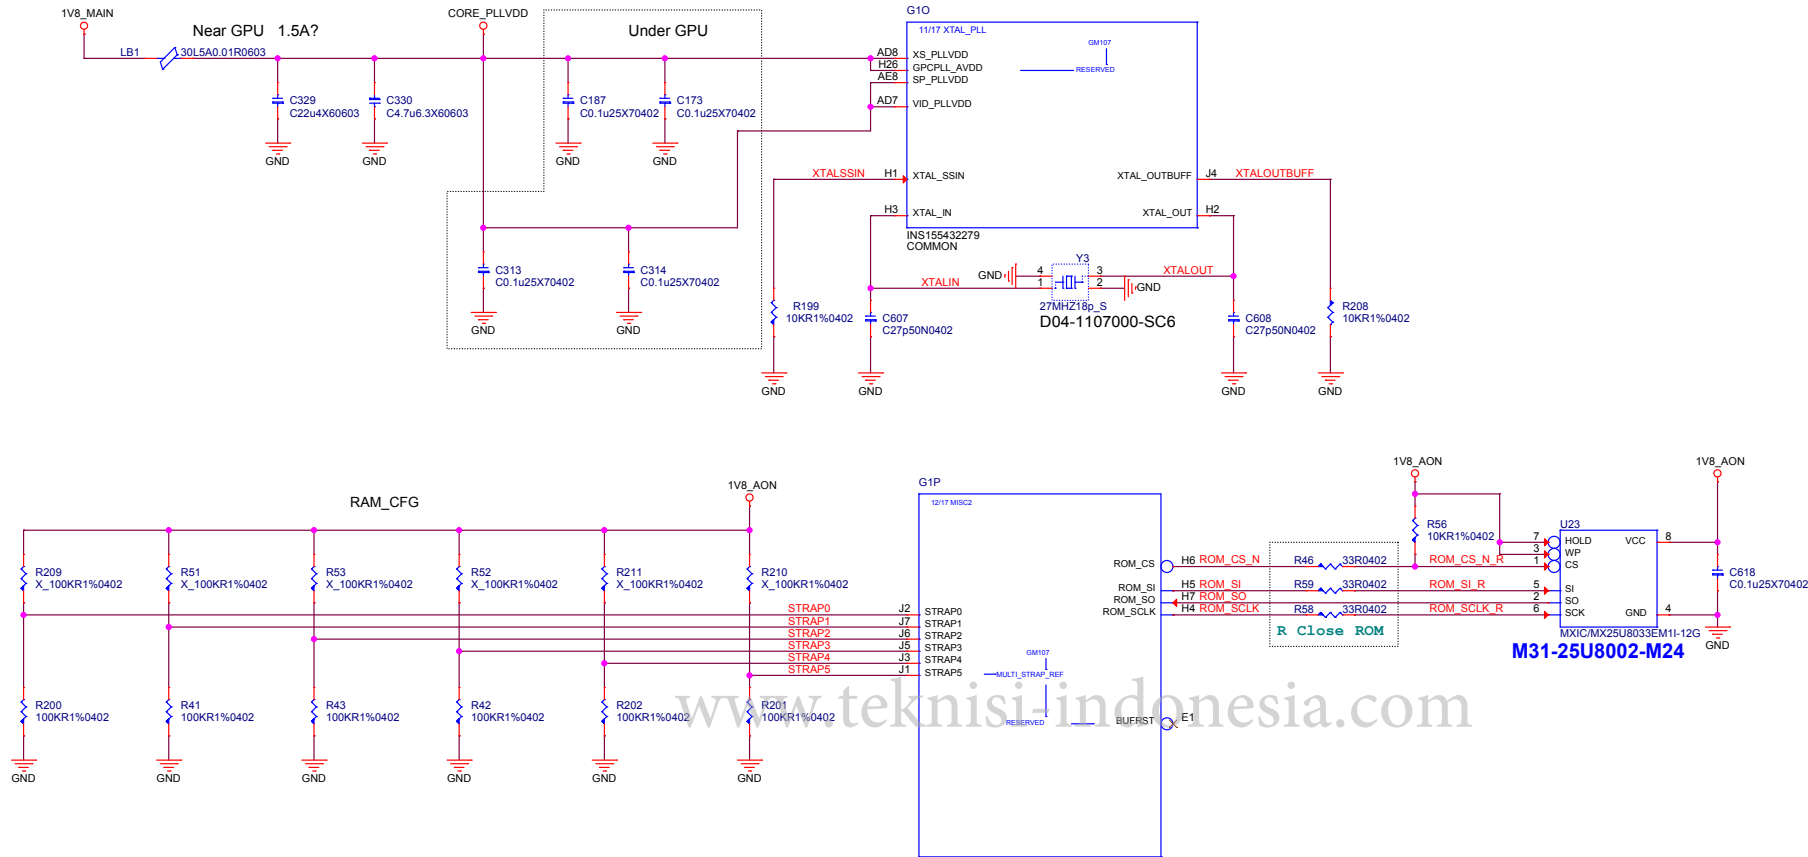 1V8_MAIN
CORE_PLLVDD
Near GPU 1.5A?
Under GPU
LB1
30L5A0.01R0603
C329
C22u4X60603
GND
C330
C4.7u6.3X60603
GND
C187
C0.1u25X70402
GND
C173
C0.1u25X70402
GND
C313
C0.1u25X70402
GND
C314
C0.1u25X70402
GND
G1O
11/17 XTAL_PLL
GM107
RESERVED
AD8 XS_PLLVDD
H26 GPCPLL_AVDD
AE8 SP_PLLVDD
AD7 VID_PLLVDD
XTALSSIN H1 XTAL_SSIN
XTAL_OUTBUFF J4 XTALOUTBUFF
H3 XTAL_IN
XTAL_OUT H2
INS155432279
COMMON
Y3
GND 4
3 XTALOUT
XTALIN 1
2 GND
27MHZ18p_S
D04-1107000-SC6
R199
10KR1%0402
GND
C607
C27p50N0402
GND
C608
C27p50N0402
GND
R208
10KR1%0402
GND
RAM_CFG
1V8_AON
R209
X_100KR1%0402
R51
X_100KR1%0402
R53
X_100KR1%0402
R52
X_100KR1%0402
R211
X_100KR1%0402
R210
X_100KR1%0402
STRAP0 J2 STRAP0
STRAP1 J7 STRAP1
STRAP2 J6 STRAP2
STRAP3 J5 STRAP3
STRAP4 J3 STRAP4
STRAP5 J1 STRAP5
R200
100KR1%0402
GND
R41
100KR1%0402
GND
R43
100KR1%0402
GND
R42
100KR1%0402
GND
R202
100KR1%0402
GND
R201
100KR1%0402
GND
G1P
12/17 MISC2
GM107
MULTI_STRAP_REF
RESERVED
BUFRST E1
ROM_CS H6 ROM_CS_N
ROM_SI H5 ROM_SI
ROM_SO H7 ROM_SO
ROM_SCLK H4 ROM_SCLK
R46 33R0402
R59 33R0402
R58 33R0402
R Close ROM
1V8_AON
R56
10KR1%0402
ROM_CS_N_R
ROM_SI_R
ROM_SCLK_R
U23
7 HOLD
3 WP
1 CS
5 SI
2 SO
6 SCK
VCC 8
GND 4
MXIC/MX25U8033EM1I-12G
M31-25U8002-M24
1V8_AON
C618
C0.1u25X70402
GND
www.teknisi-indonesia.com